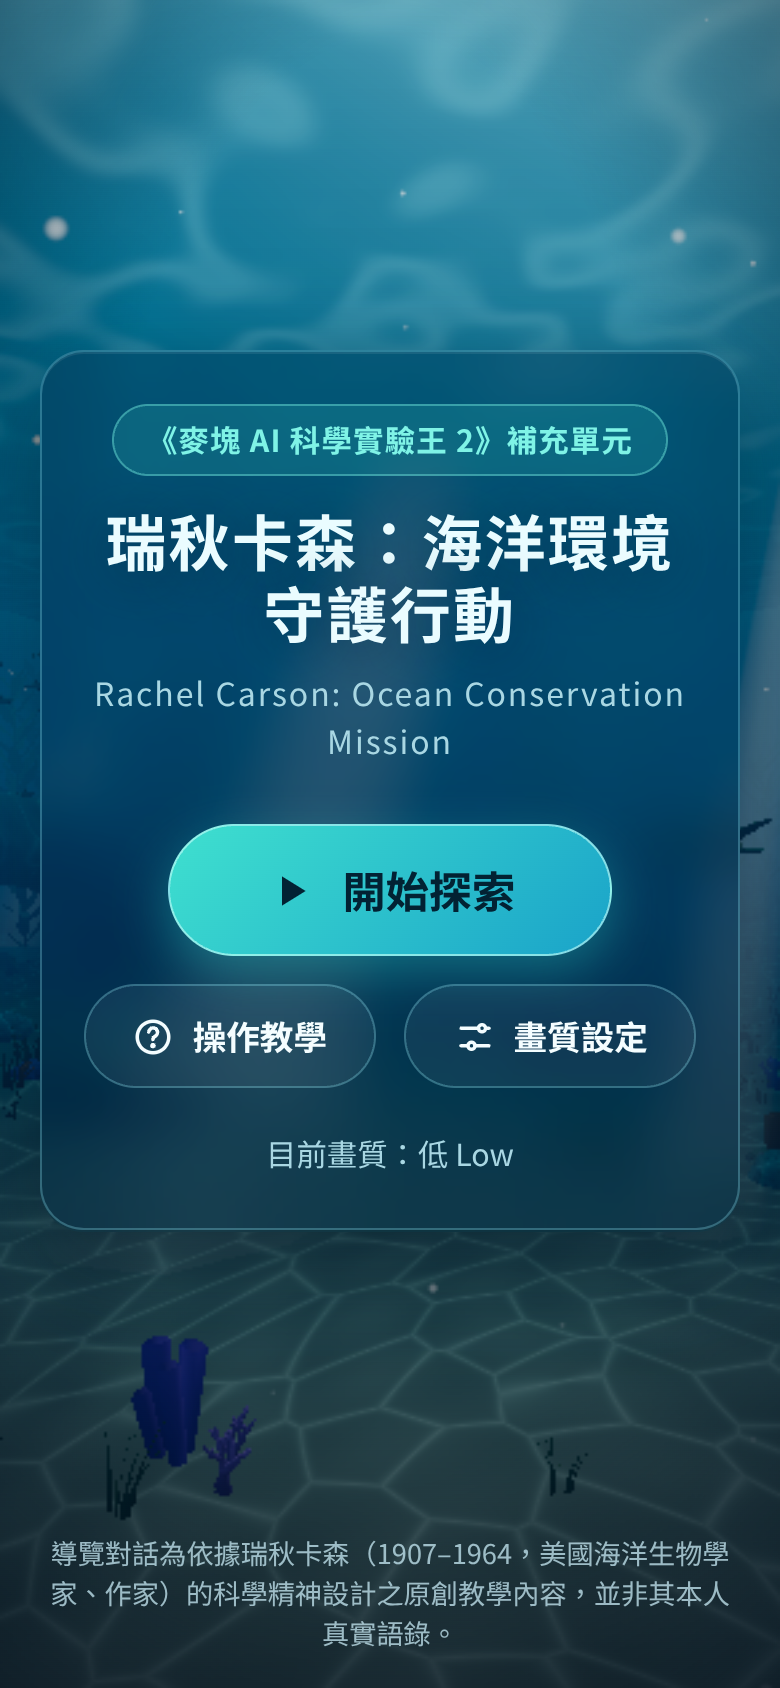 《麥塊 AI 科學實驗王 2》補充單元
瑞秋卡森：海洋環境
守護行動
Rachel Carson: Ocean Conservation
Mission
開始探索
操作教學
畫質設定
目前畫質：低 Low
導覽對話為依據瑞秋卡森（1907–1964，美國海洋生物學
家、作家）的科學精神設計之原創教學內容，並非其本人
真實語錄。